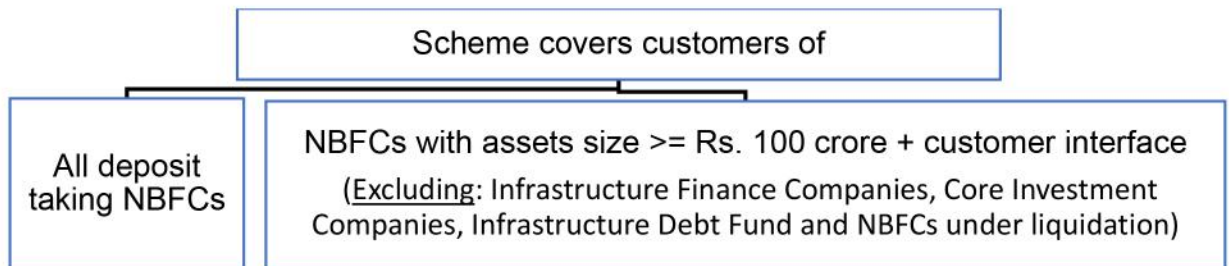 Scheme covers customers of
All deposit
taking NBFCs
NBFCs with assets size >= Rs. 100 crore + customer interface
(Excluding: Infrastructure Finance Companies, Core Investment
Companies, Infrastructure Debt Fund and NBFCs under liquidation)